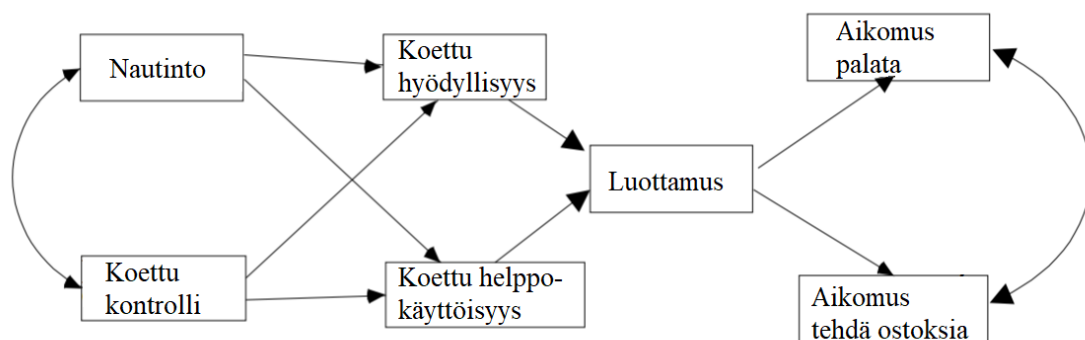 Nautinto
Koettu
hyödyllisyys
Aikomus
palata
Luottamus
Koettu
kontrolli
Koettu helppo-
käyttöisyys
Aikomus
tehdä ostoksia